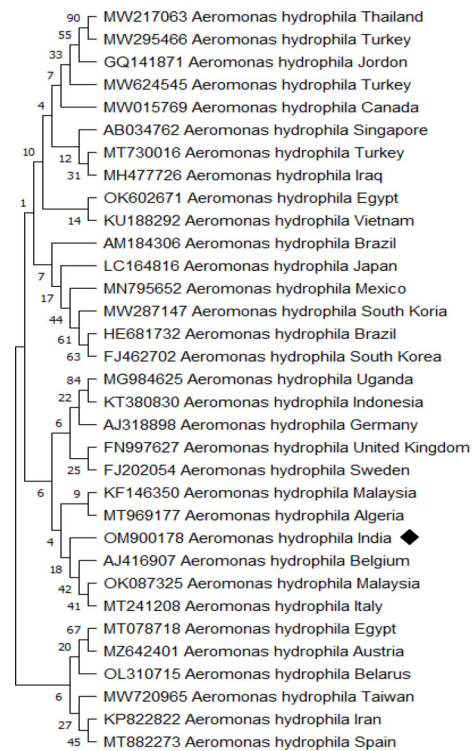 90 MW217063 Aeromonas hydrophila Thailand
55 MW295466 Aeromonas hydrophila Turkey
33 GQ141871 Aeromonas hydrophila Jordon
7 MW624545 Aeromonas hydrophila Turkey
4 MW015769 Aeromonas hydrophila Canada
AB034762 Aeromonas hydrophila Singapore
10 12 MT730016 Aeromonas hydrophila Turkey
31 MH477726 Aeromonas hydrophila Iraq
1 OK602671 Aeromonas hydrophila Egypt
14 KU188292 Aeromonas hydrophila Vietnam
AM184306 Aeromonas hydrophila Brazil
7 LC164816 Aeromonas hydrophila Japan
17 MN795652 Aeromonas hydrophila Mexico
44 MW287147 Aeromonas hydrophila South Koria
61 HE681732 Aeromonas hydrophila Brazil
63 FJ462702 Aeromonas hydrophila South Korea
84 MG984625 Aeromonas hydrophila Uganda
22 KT380830 Aeromonas hydrophila Indonesia
6 AJ318898 Aeromonas hydrophila Germany
FN997627 Aeromonas hydrophila United Kingdom
25 FJ202054 Aeromonas hydrophila Sweden
6 9 KF146350 Aeromonas hydrophila Malaysia
MT969177 Aeromonas hydrophila Algeria
4 OM900178 Aeromonas hydrophila India
18 AJ416907 Aeromonas hydrophila Belgium
42 OK087325 Aeromonas hydrophila Malaysia
41 MT241208 Aeromonas hydrophila Italy
67 MT078718 Aeromonas hydrophila Egypt
20 MZ642401 Aeromonas hydrophila Austria
OL310715 Aeromonas hydrophila Belarus
6 MW720965 Aeromonas hydrophila Taiwan
27 KP822822 Aeromonas hydrophila Iran
45 MT882273 Aeromonas hydrophila Spain